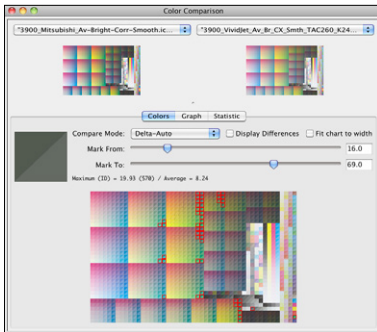 Color Comparison
"3900_Mitsubishi_Av-Bright-Corr-Smooth.ic...
"3900_VividJet_Av_Br_CX_Smth_TAC260_K24...
Colors Graph Statistic
Compare Mode: Delta-Auto Display Differences Fit chart to width
Mark From: 16.0
Mark To: 69.0
Maximum (ID) = 19.93 (570) / Average = 8.24